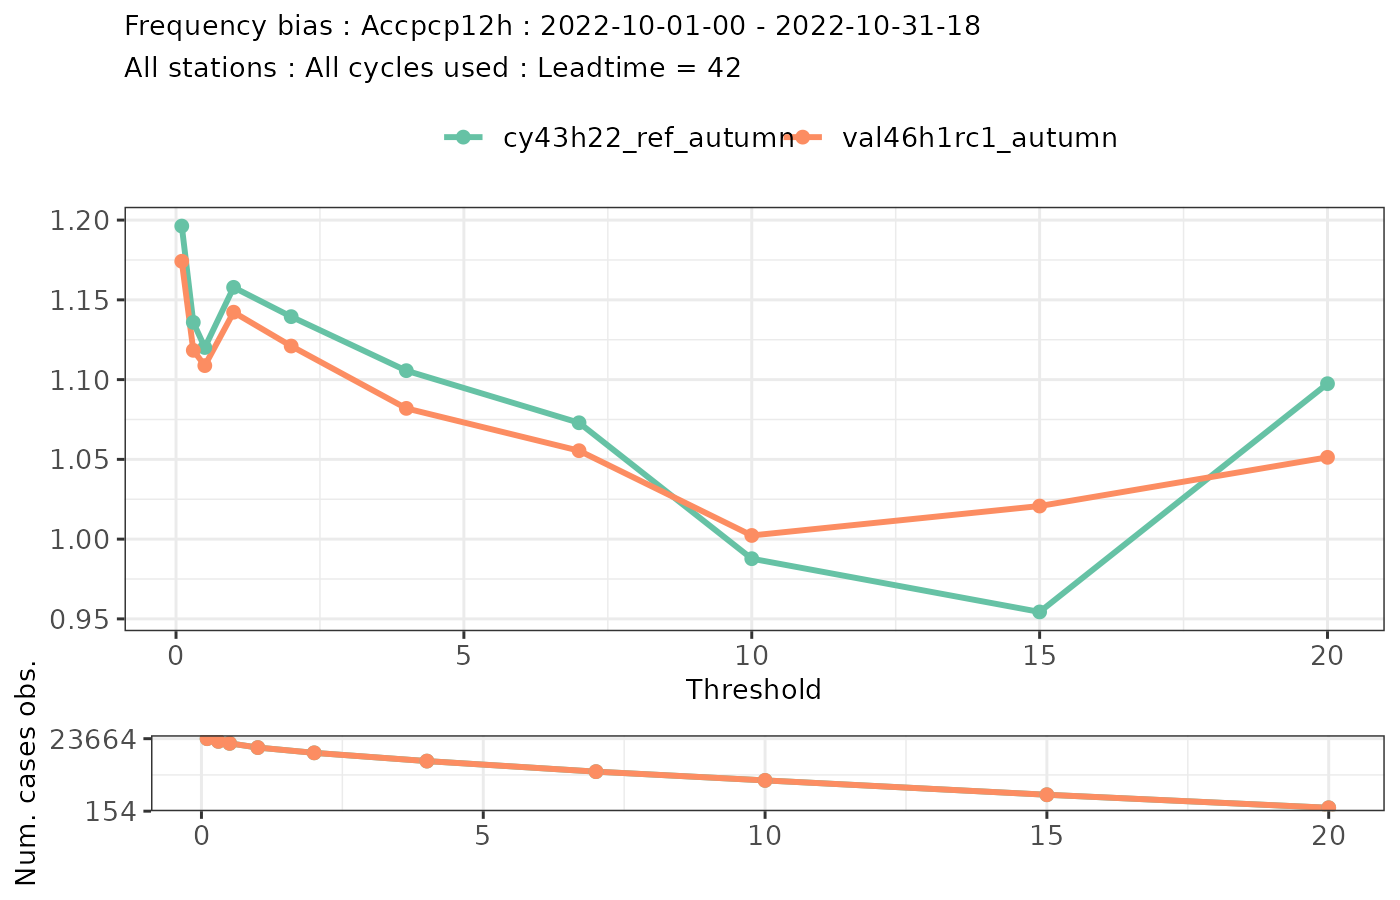 Frequency bias : Accpcp12h : 2022-10-01-00 - 2022-10-31-18
All stations : All cycles used : Leadtime = 42
cy43h22_ref_autumn val46h1rc1_autumn
1.20
1.15
1.10
1.05
1.00
0.95
0 5 10 15 20
Threshold
Num. cases obs.
23664
154
0 5 10 15 20